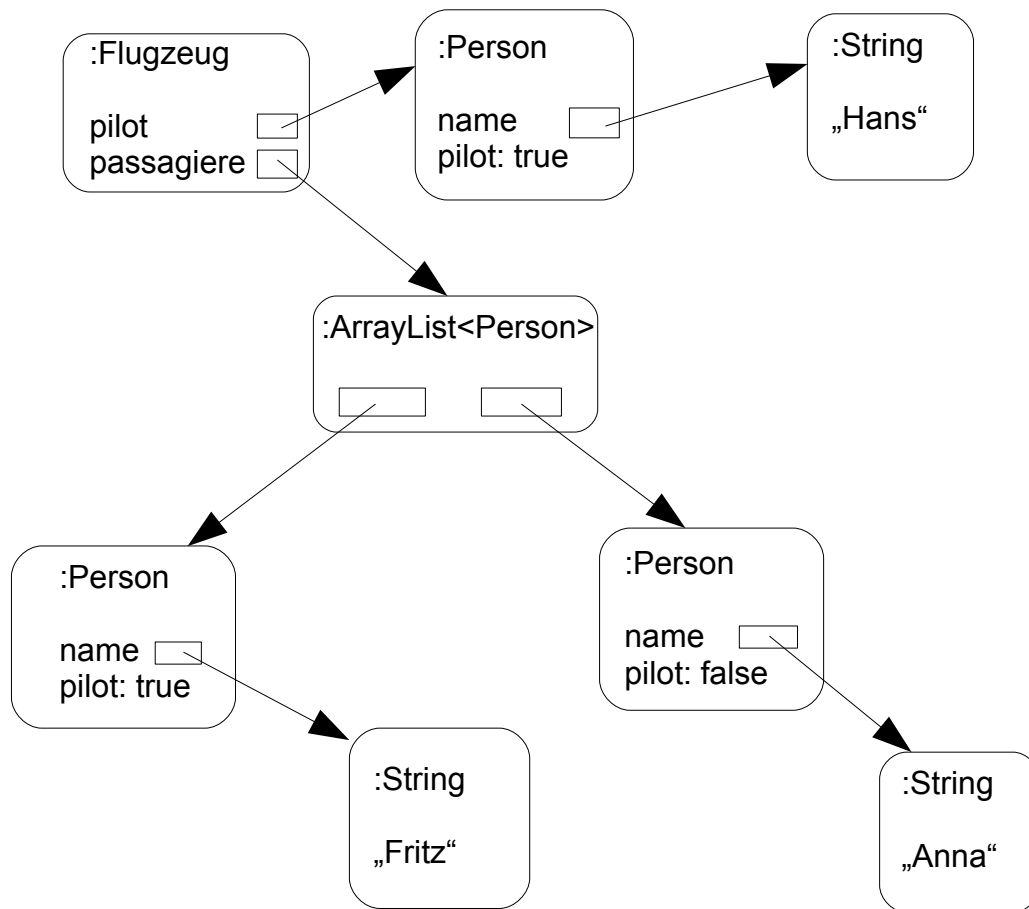 :Flugzeug
pilot
passagiere
:Person
name
pilot: true
:String
„Hans“
:ArrayList<Person>
:Person
name
pilot: true
:Person
name
pilot: false
:String
„Fritz“
:String
„Anna“